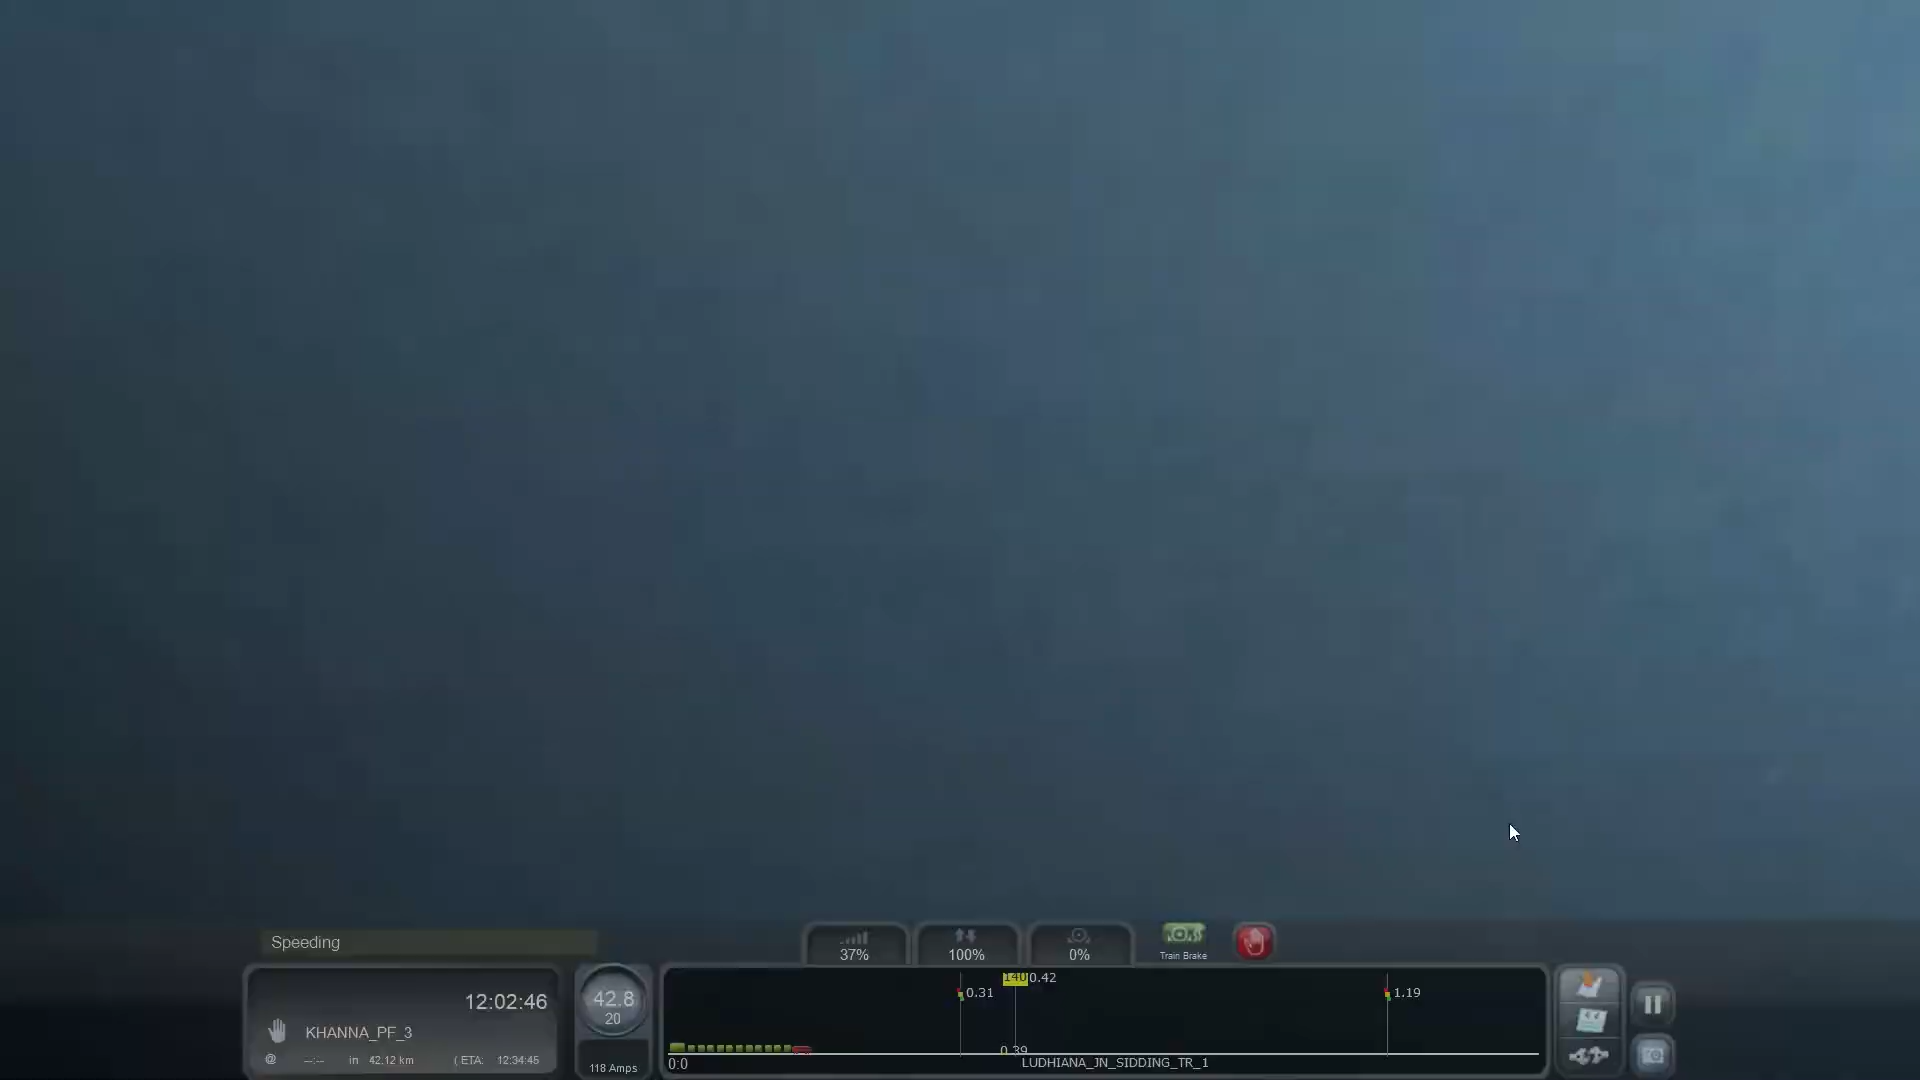 Speeding
37%
100%
0%
Train Brake
12:02:46
KHANNA_PF_3
@ --:-- in 42.12 km ( ETA: 12:34:45
42.8
20
118 Amps
140 0.42
0.31
1.19
0.39
0:0
LUDHIANA_JN_SIDDING_TR_1